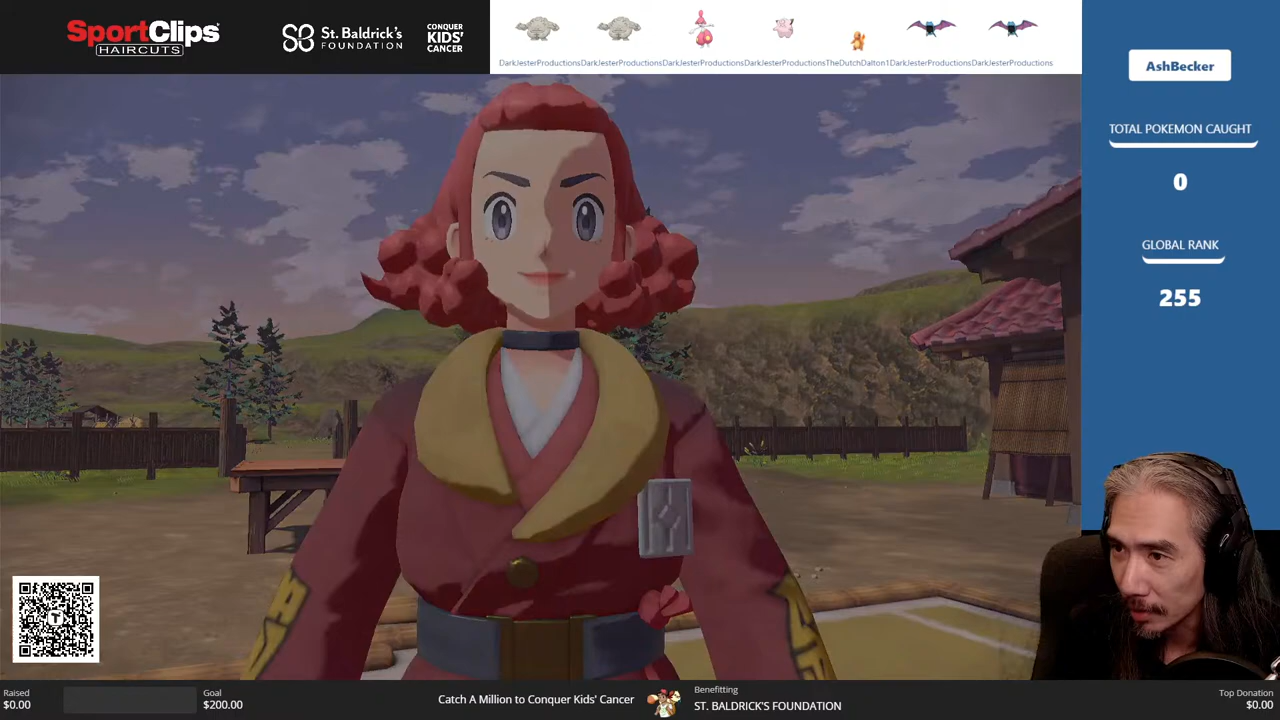 SportClips
HAIRCUTS
St. Baldrick's
FOUNDATION
CONQUER
KIDS'
CANCER
DarkJesterProductions DarkJesterProductions DarkJesterProductions DarkJesterProductions TheDutchDalton1 DarkJesterProductions DarkJesterProductions
AshBecker
TOTAL POKEMON CAUGHT
0
GLOBAL RANK
255
Raised
$0.00
Goal
$200.00
Catch A Million to Conquer Kids' Cancer
Benefitting
ST. BALDRICK'S FOUNDATION
Top Donation
$0.00